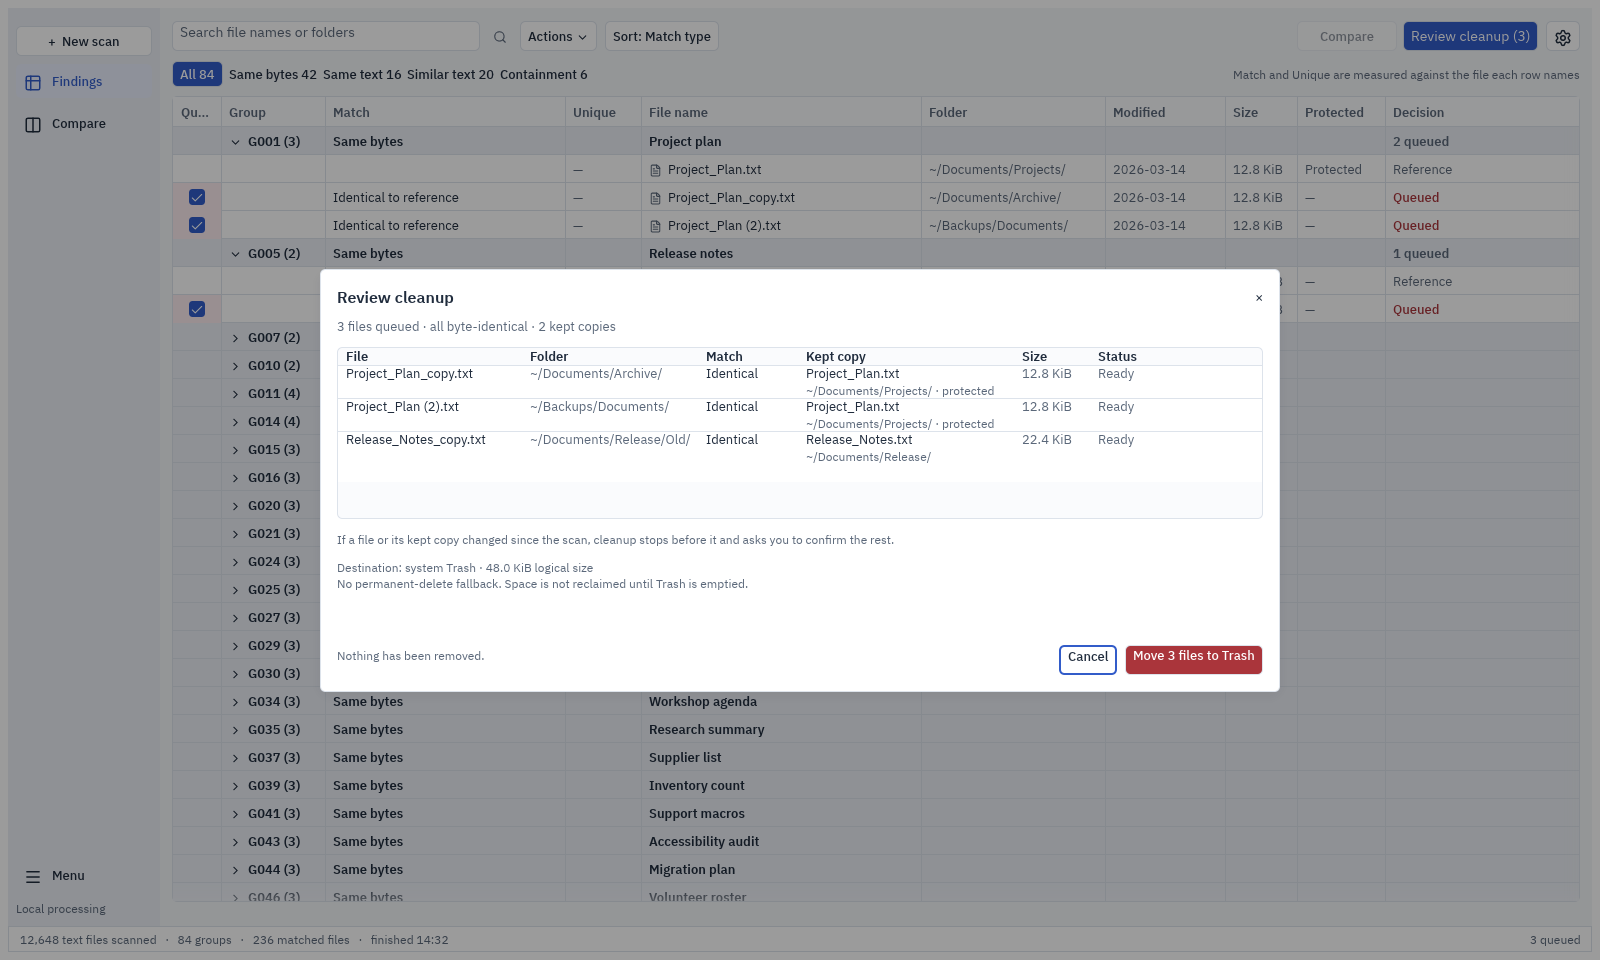 + New scan
Findings
Compare
Menu
Local processing
Search file names or folders
Actions
Sort: Match type
Compare
Review cleanup (3)
All 84 Same bytes 42 Same text 16 Similar text 20 Containment 6
Match and Unique are measured against the file each row names
Qu... Group Match Unique File name Folder Modified Size Protected Decision
G001 (3) Same bytes Project plan 2 queued
— Project_Plan.txt ~/Documents/Projects/ 2026-03-14 12.8 KiB Protected Reference
Identical to reference — Project_Plan_copy.txt ~/Documents/Archive/ 2026-03-14 12.8 KiB — Queued
Identical to reference — Project_Plan (2).txt ~/Backups/Documents/ 2026-03-14 12.8 KiB — Queued
G005 (2) Same bytes Release notes 1 queued
Reference
— Queued
G007 (2)
G010 (2)
G011 (4)
G014 (4)
G015 (3)
G016 (3)
G020 (3)
G021 (3)
G024 (3)
G025 (3)
G027 (3)
G029 (3)
G030 (3)
G034 (3) Same bytes Workshop agenda
G035 (3) Same bytes Research summary
G037 (3) Same bytes Supplier list
G039 (3) Same bytes Inventory count
G041 (3) Same bytes Support macros
G043 (3) Same bytes Accessibility audit
G044 (3) Same bytes Migration plan
G046 (3) Same bytes Volunteer roster
Review cleanup ×
3 files queued · all byte-identical · 2 kept copies
File Folder Match Kept copy Size Status
Project_Plan_copy.txt ~/Documents/Archive/ Identical Project_Plan.txt 12.8 KiB Ready
~/Documents/Projects/ · protected
Project_Plan (2).txt ~/Backups/Documents/ Identical Project_Plan.txt 12.8 KiB Ready
~/Documents/Projects/ · protected
Release_Notes_copy.txt ~/Documents/Release/Old/ Identical Release_Notes.txt 22.4 KiB Ready
~/Documents/Release/
If a file or its kept copy changed since the scan, cleanup stops before it and asks you to confirm the rest.
Destination: system Trash · 48.0 KiB logical size
No permanent-delete fallback. Space is not reclaimed until Trash is emptied.
Nothing has been removed.
Cancel
Move 3 files to Trash
12,648 text files scanned · 84 groups · 236 matched files · finished 14:32
3 queued